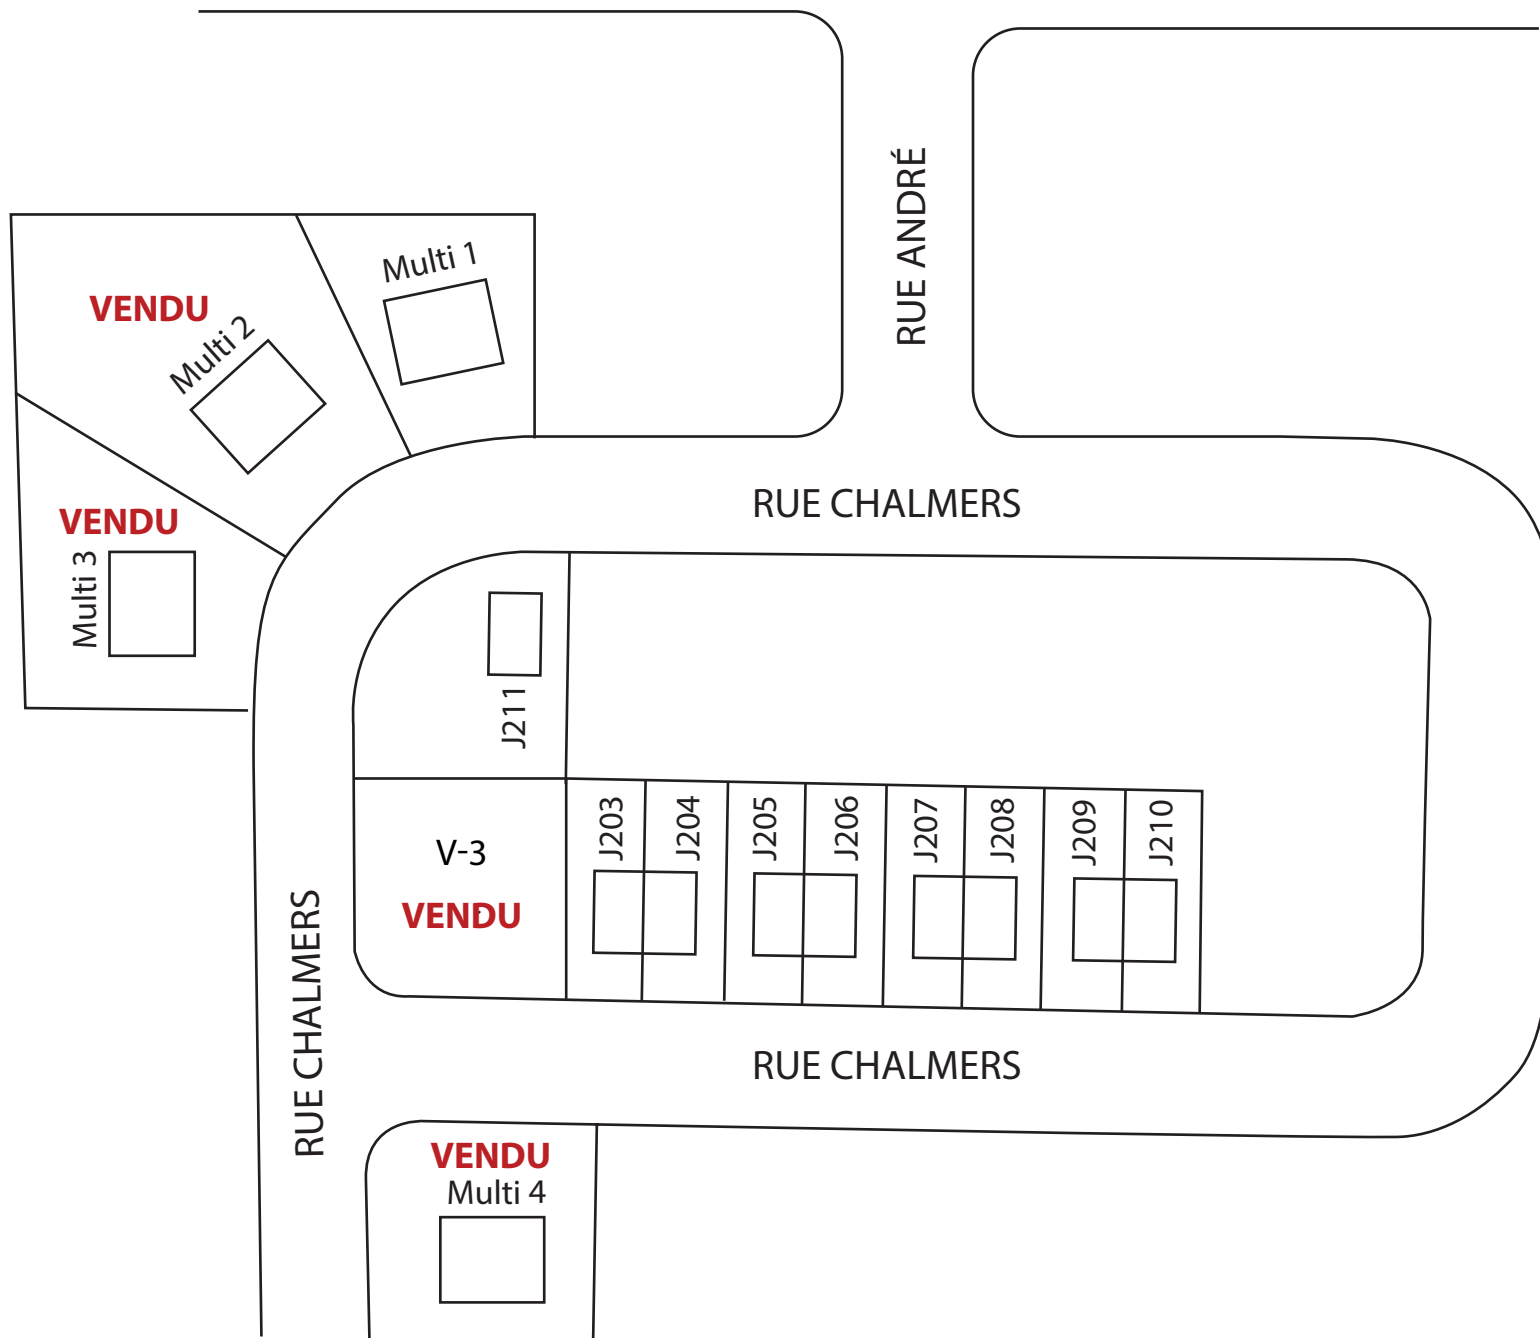 RUE ANDRÉ
Multi 1
VENDU
Multi 2
VENDU
Multi 3
RUE CHALMERS
J211
V-3
VENDU
J203
J204
J205
J206
J207
J208
J209
J210
RUE CHALMERS
RUE CHALMERS
VENDU
Multi 4